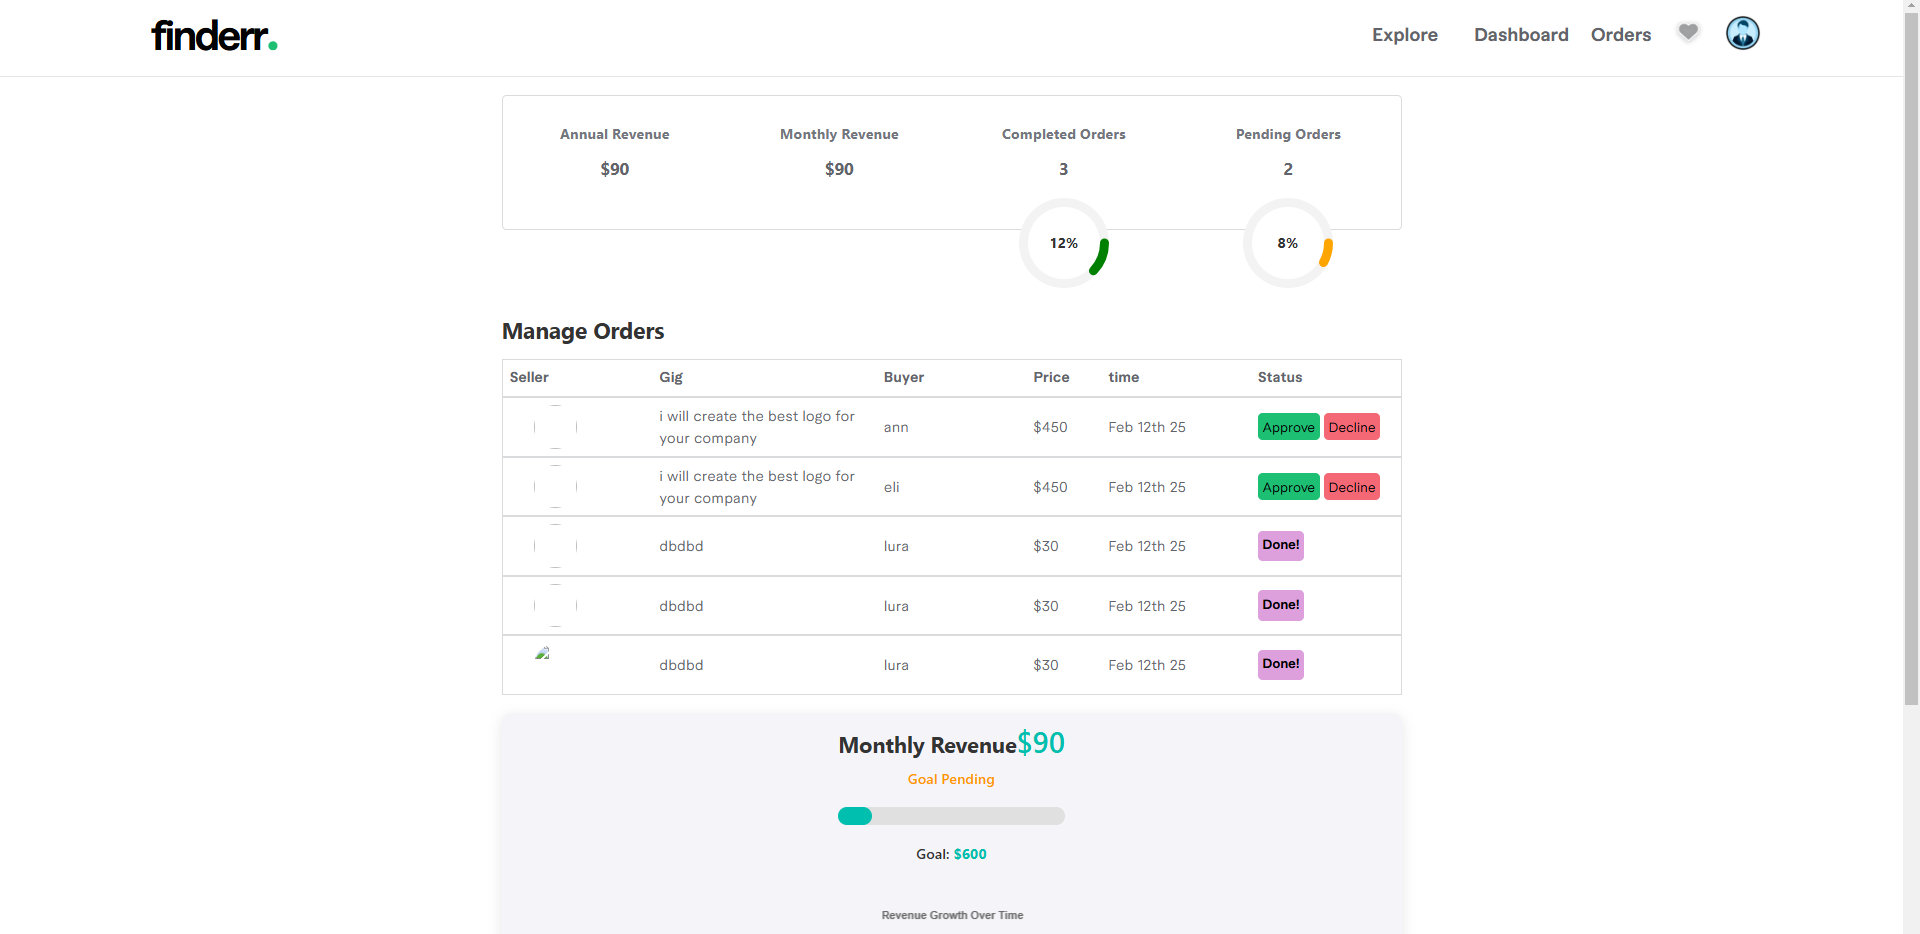 finderr.
Explore Dashboard Orders
Annual Revenue Monthly Revenue Completed Orders Pending Orders
$90 $90 3 2
12% 8%
Manage Orders
Seller Gig Buyer Price time Status
i will create the best logo for
your company ann $450 Feb 12th 25 Approve Decline
i will create the best logo for
your company eli $450 Feb 12th 25 Approve Decline
dbdbd lura $30 Feb 12th 25 Done!
dbdbd lura $30 Feb 12th 25 Done!
dbdbd lura $30 Feb 12th 25 Done!
Monthly Revenue$90
Goal Pending
Goal: $600
Revenue Growth Over Time